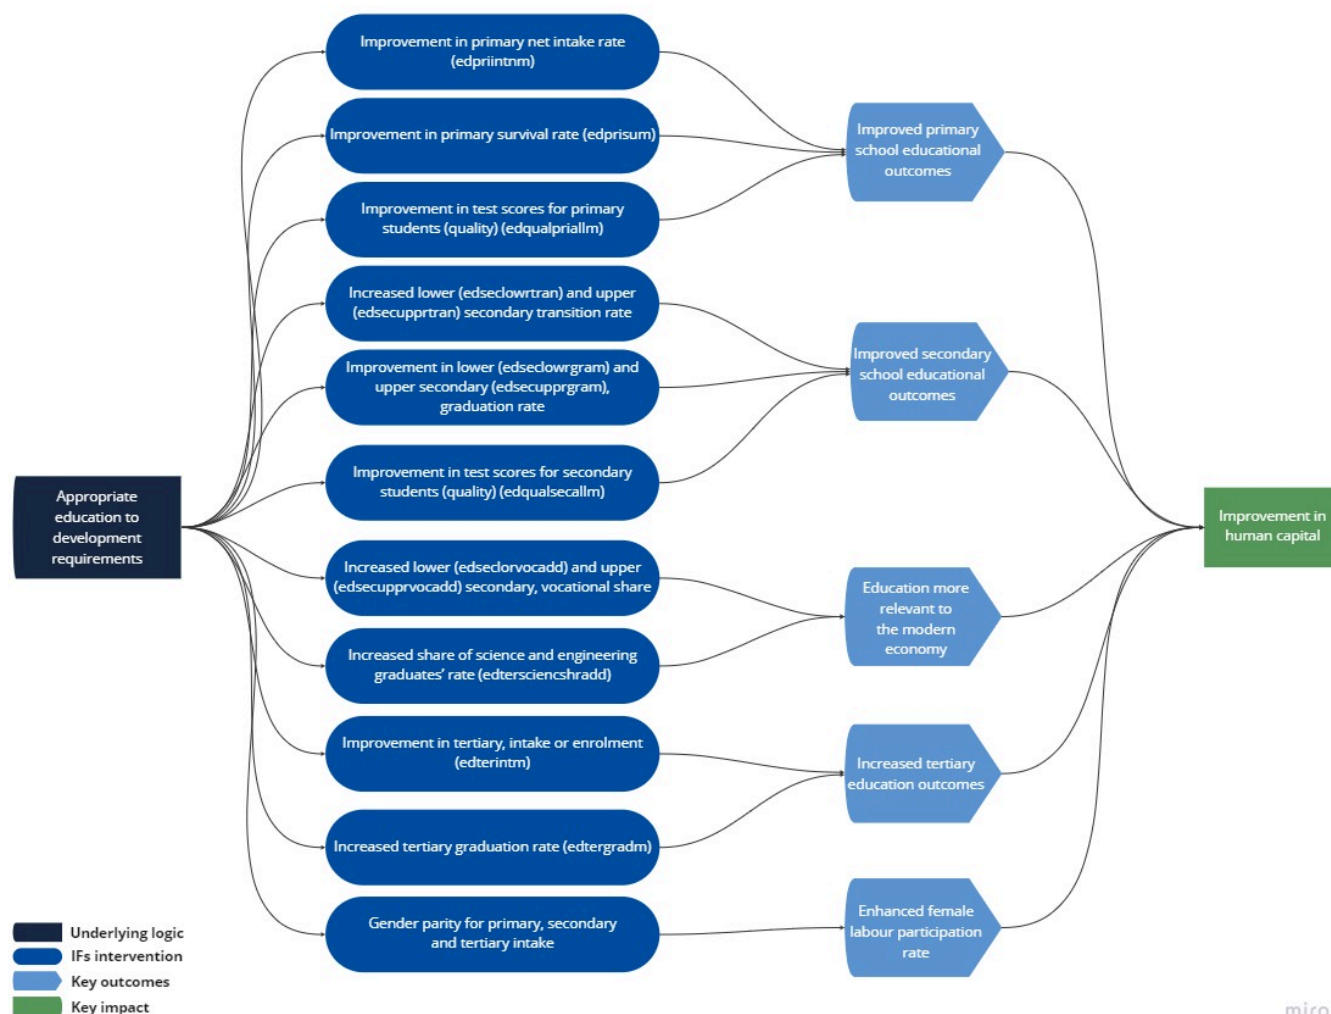 Improvement in primary net intake rate
(edpriintnm)
Improvement in primary survival rate (edprisum)
Improvement in test scores for primary
students (quality) (edqualpriallm)
Increased lower (edseclowrtran) and upper
(edsecupprtran) secondary transition rate
Improvement in lower (edseclowrgram) and
upper secondary (edsecupprgram),
graduation rate
Improvement in test scores for secondary
students (quality) (edqualsecallm)
Increased lower (edseclorvocadd) and upper
(edsecupprvocadd) secondary, vocational share
Increased share of science and engineering
graduates’ rate (edtersciencshradd)
Improvement in tertiary, intake or enrolment
(edterintm)
Increased tertiary graduation rate (edtergradm)
Gender parity for primary, secondary
and tertiary intake
Appropriate
education to
development
requirements
Improved primary
school educational
outcomes
Improved secondary
school educational
outcomes
Education more
relevant to
the modern
economy
Increased tertiary
education outcomes
Enhanced female
labour participation
rate
Improvement in
human capital
Underlying logic
IFs intervention
Key outcomes
Key impact
miro